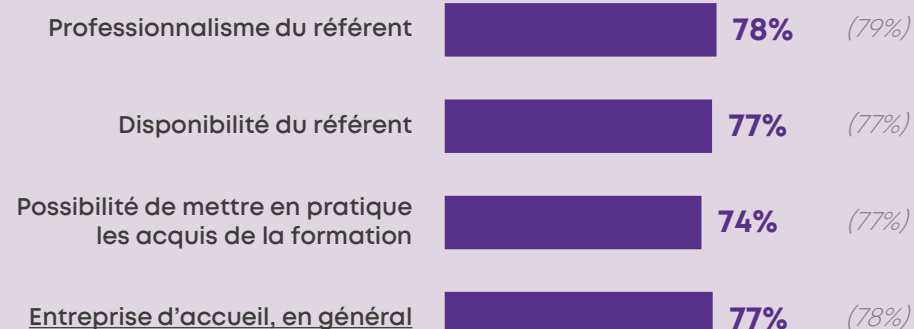 Professionnalisme du référent 78% (79%)
Disponibilité du référent 77% (77%)
Possibilité de mettre en pratique
les acquis de la formation 74% (77%)
Entreprise d'accueil, en général 77% (78%)